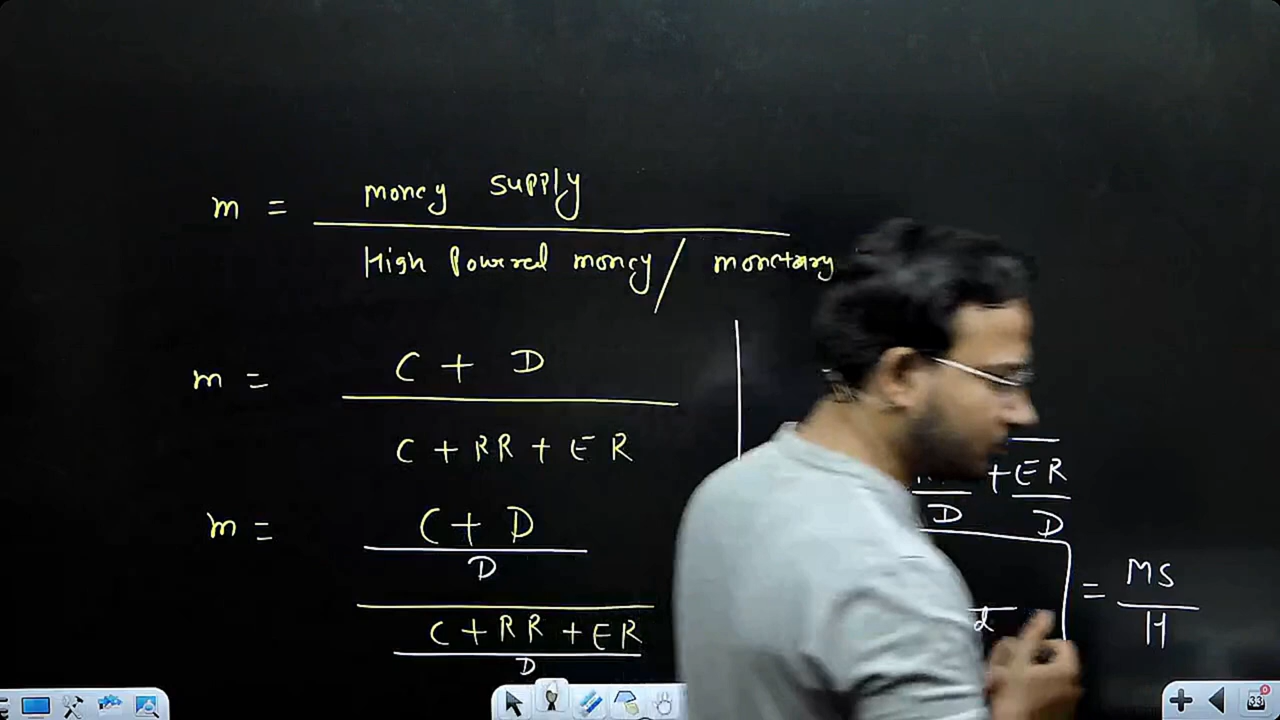 m = money supply
High Powered money / monetary
m = C + D
C + RR + ER
m = C + D
D
C + RR + ER
D
+ ER
D D
= MS
H
d